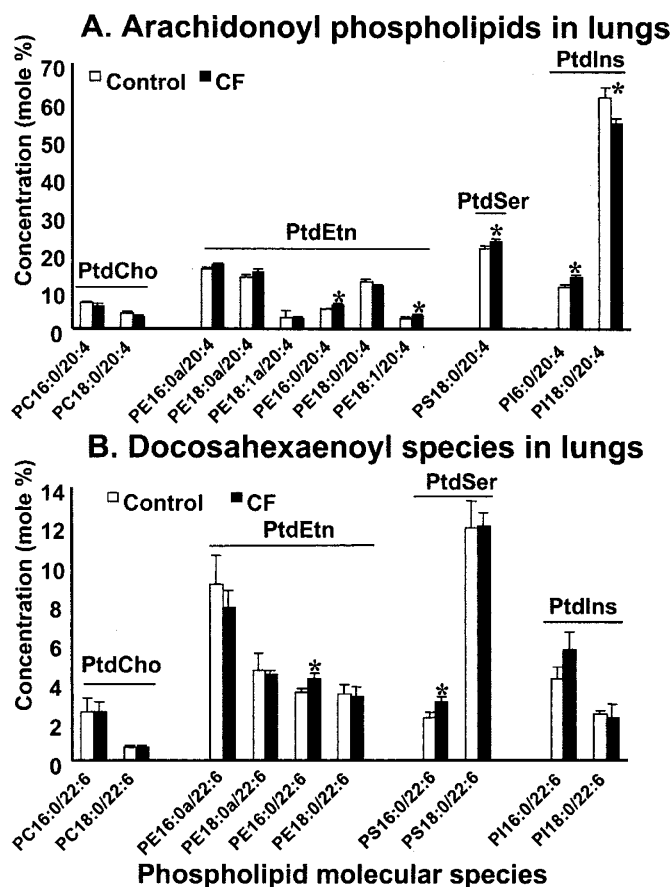 A. Arachidonoyl phospholipids in lungs
Concentration (mole %)
70
60
50
40
30
20
10
0
Control CF
PtdCho
PtdEtn
PtdSer
PtdIns
*
*
*
*
*
PC16:0/20:4
PC18:0/20:4
PE16:0a/20:4
PE18:0a/20:4
PE18:1a/20:4
PE16:0/20:4
PE18:0/20:4
PE18:1/20:4
PS18:0/20:4
PI6:0/20:4
PI18:0/20:4
B. Docosahexaenoyl species in lungs
Concentration (mole %)
14
12
10
8
6
4
2
0
Control CF
PtdCho
PtdEtn
PtdSer
PtdIns
*
*
PC16:0/22:6
PC18:0/22:6
PE16:0a/22:6
PE18:0a/22:6
PE16:0/22:6
PE18:0/22:6
PS16:0/22:6
PS18:0/22:6
PI16:0/22:6
PI18:0/22:6
Phospholipid molecular species